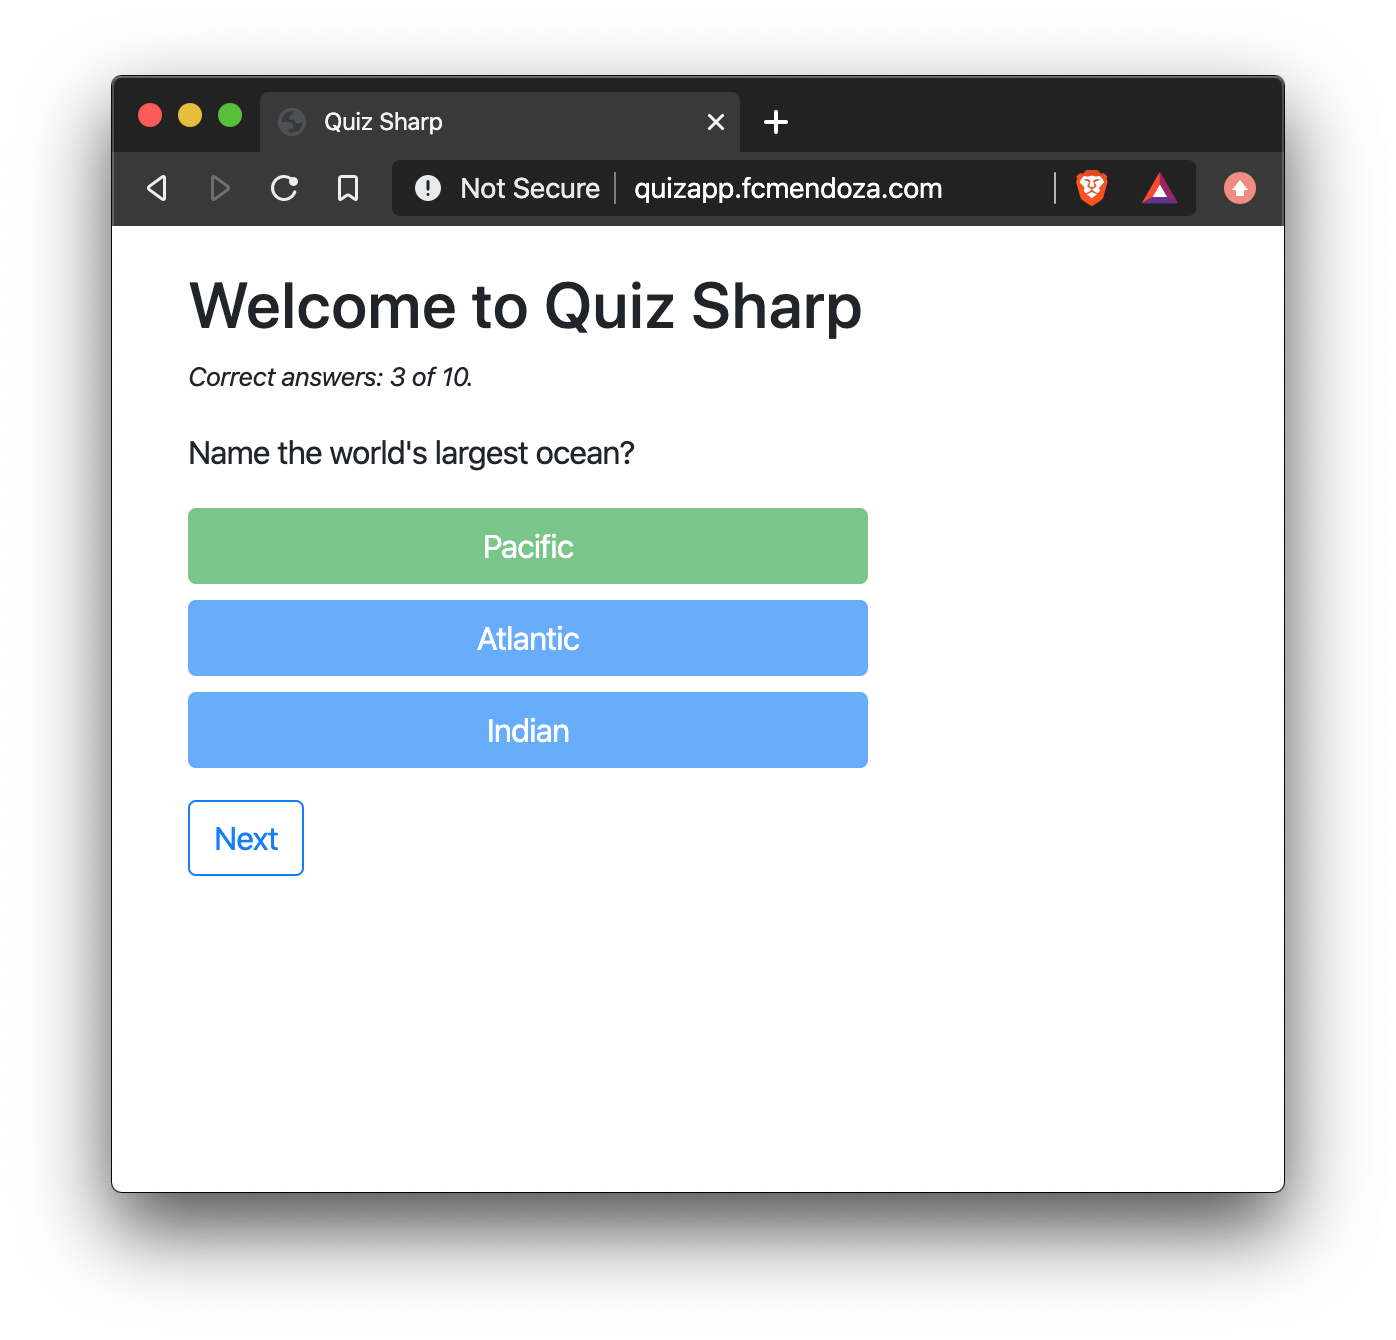 Quiz Sharp
Not Secure quizapp.fcmendoza.com
Welcome to Quiz Sharp
Correct answers: 3 of 10.
Name the world's largest ocean?
Pacific
Atlantic
Indian
Next